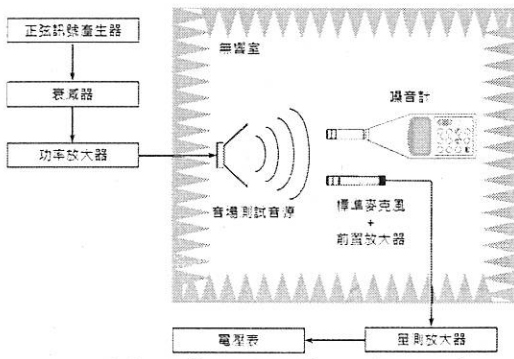 正弦訊號產生器
衰減器
功率放大器
無響室
噪音計
音場測試音源
標準麥克風
+
前置放大器
電壓表
量測放大器